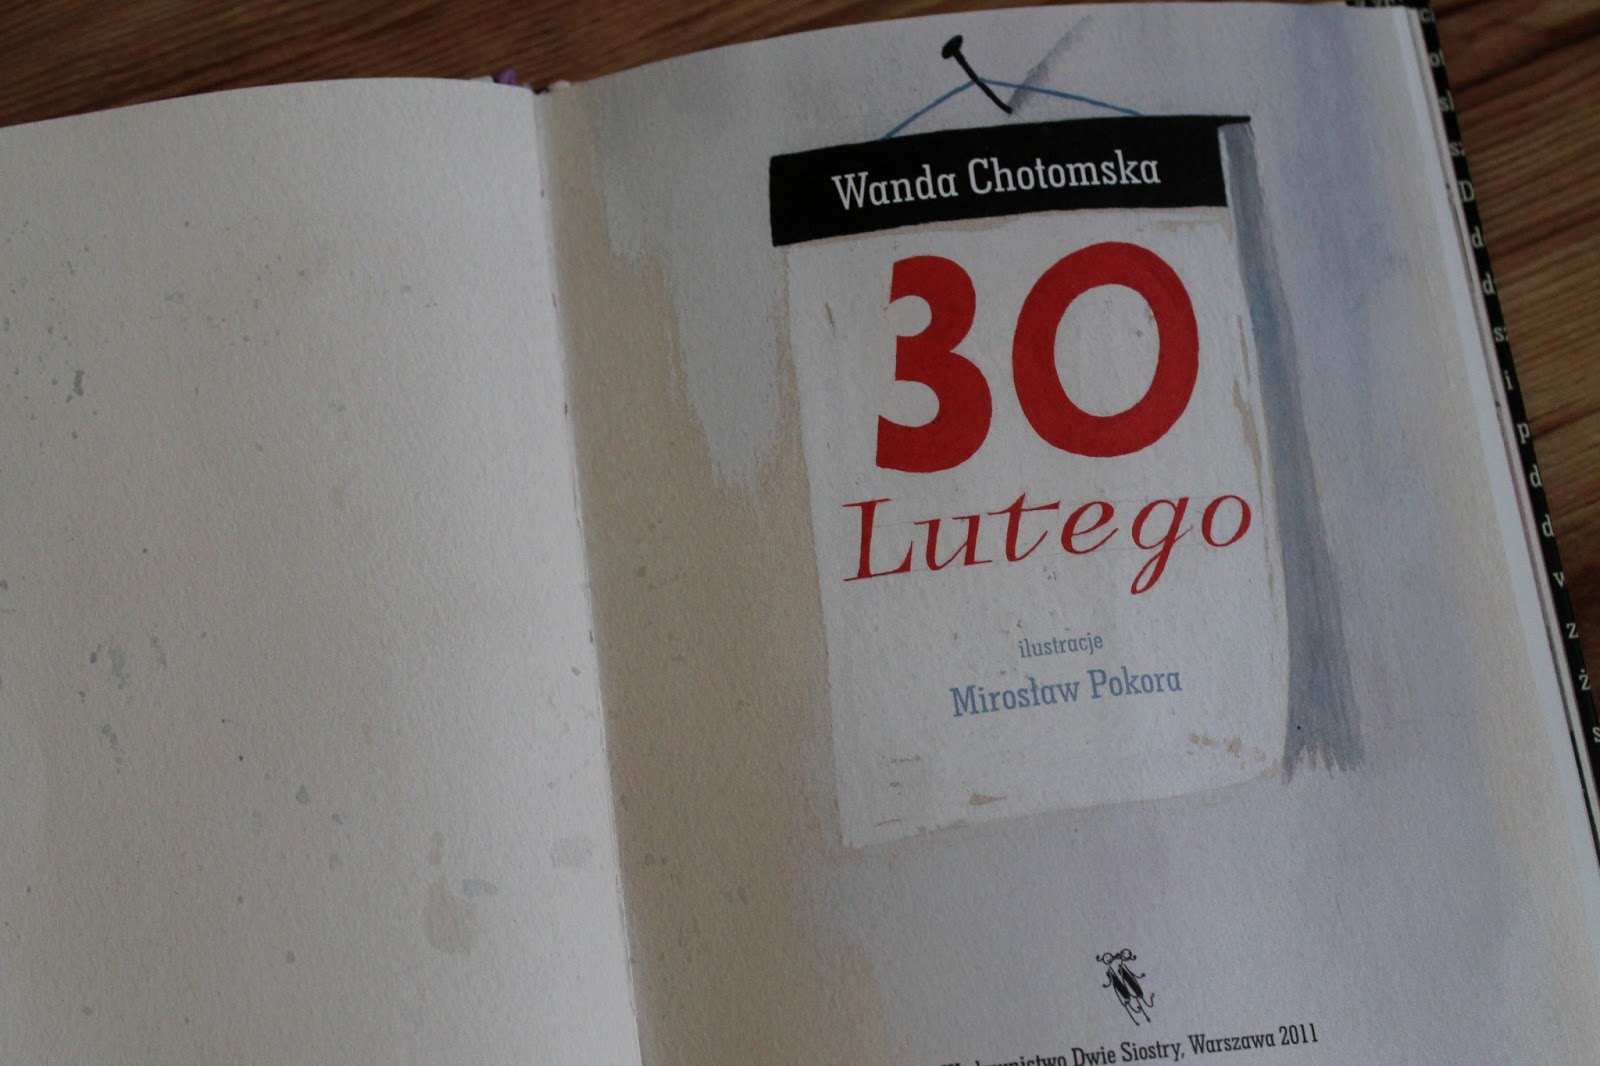 Wanda Chotomska
30
Lutego
ilustracje
Mirosław Pokora
Dwie Siostry, Warszawa 2011